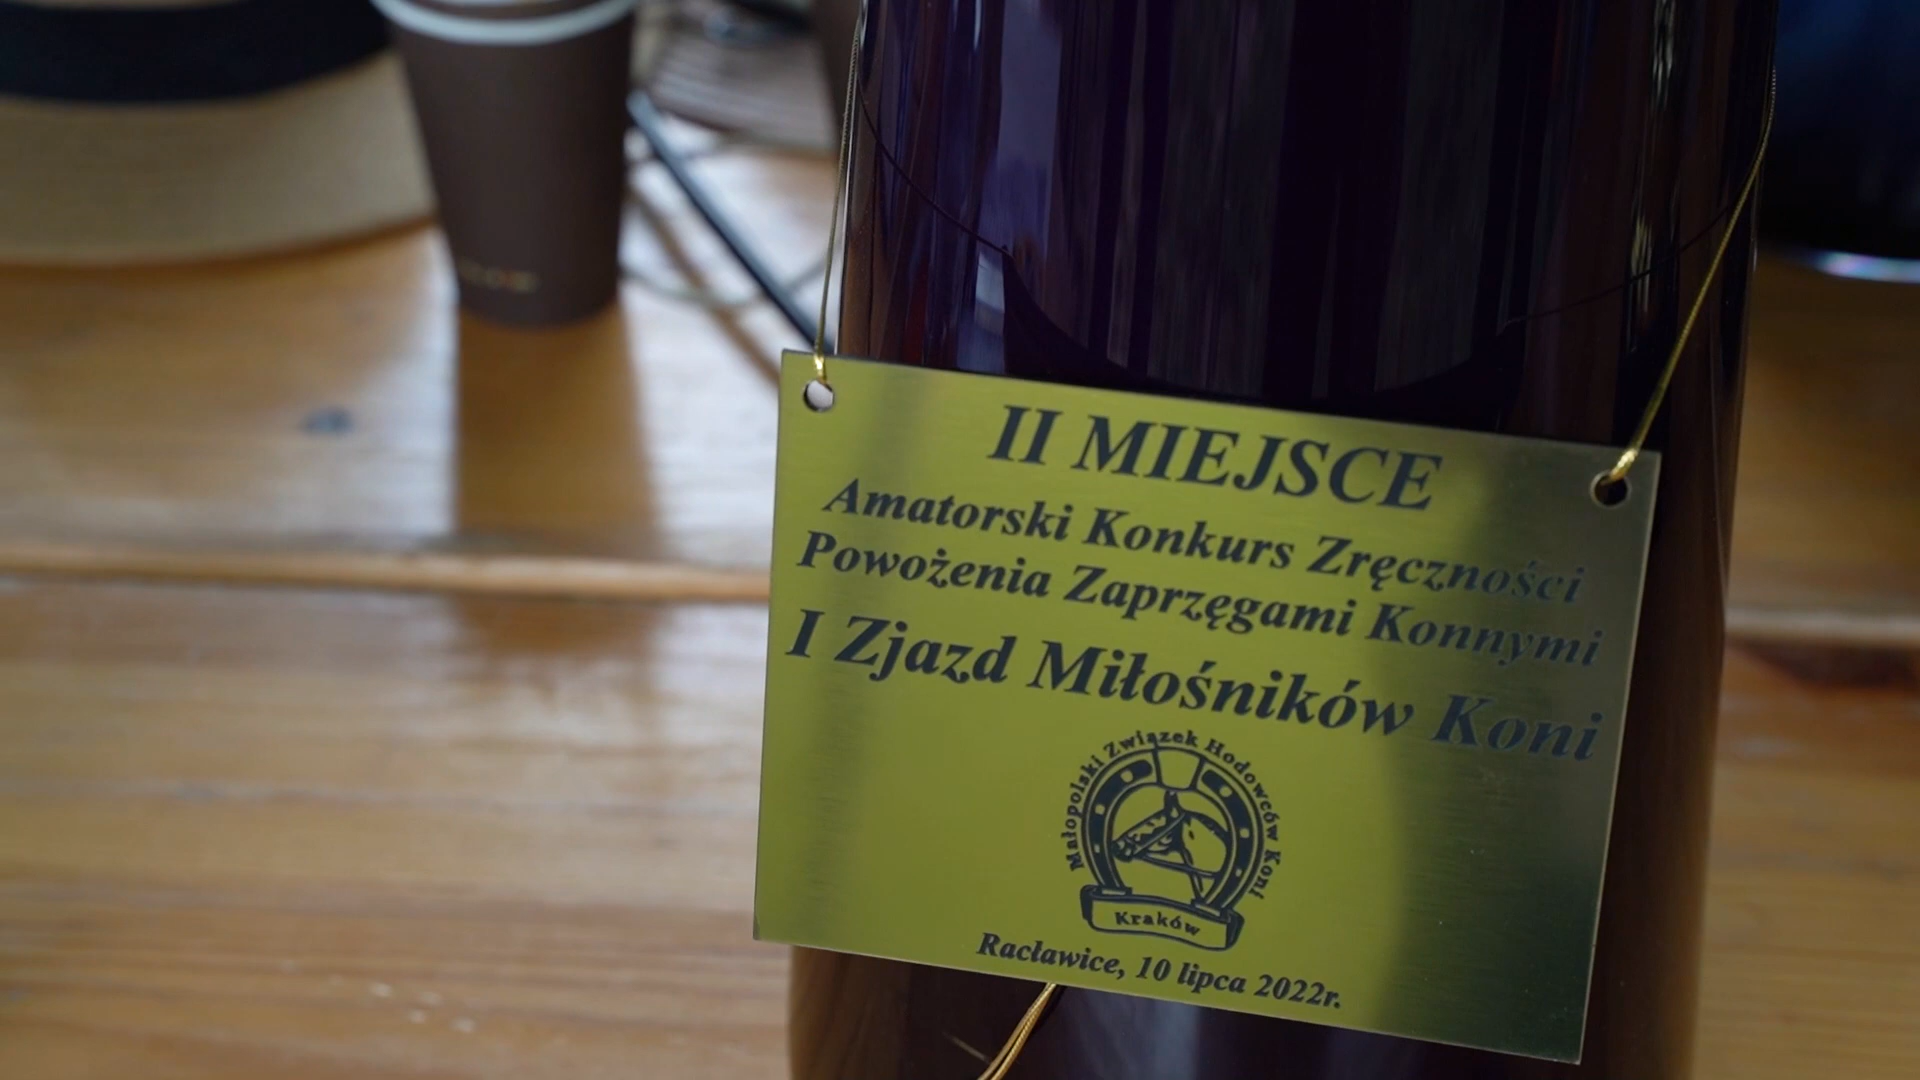 II MIEJSCE
Amatorski Konkurs Zręczności
Powożenia Zaprzęgami Konnymi
I Zjazd Miłośników Koni
Małopolski Związek Hodowców Koni
Kraków
Racławice, 10 lipca 2022r.